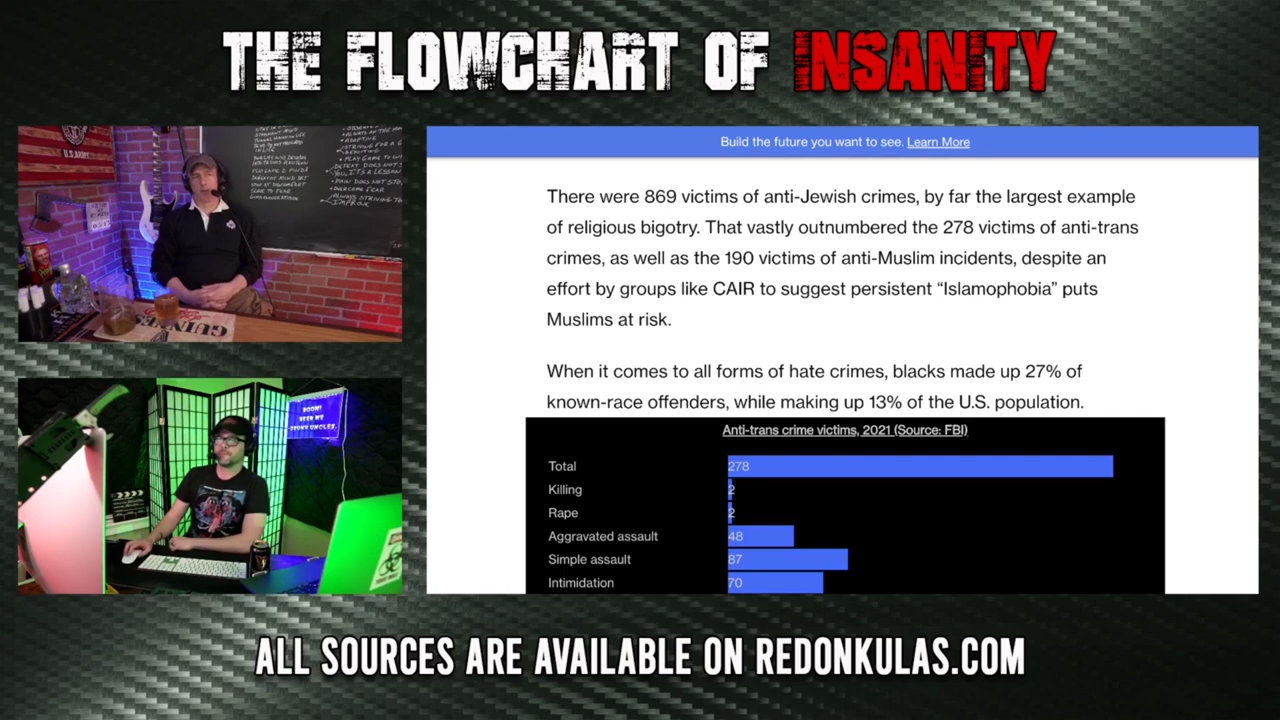 THE FLOWCHART OF INSANITY
U.S. ARMY
GUINNESS
Build the future you want to see. Learn More
There were 869 victims of anti-Jewish crimes, by far the largest example
of religious bigotry. That vastly outnumbered the 278 victims of anti-trans
crimes, as well as the 190 victims of anti-Muslim incidents, despite an
effort by groups like CAIR to suggest persistent “Islamophobia” puts
Muslims at risk.
When it comes to all forms of hate crimes, blacks made up 27% of
known-race offenders, while making up 13% of the U.S. population.
Anti-trans crime victims, 2021 (Source: FBI)
Total 278
Killing 2
Rape 2
Aggravated assault 48
Simple assault 87
Intimidation 70
ALL SOURCES ARE AVAILABLE ON REDONKULAS.COM